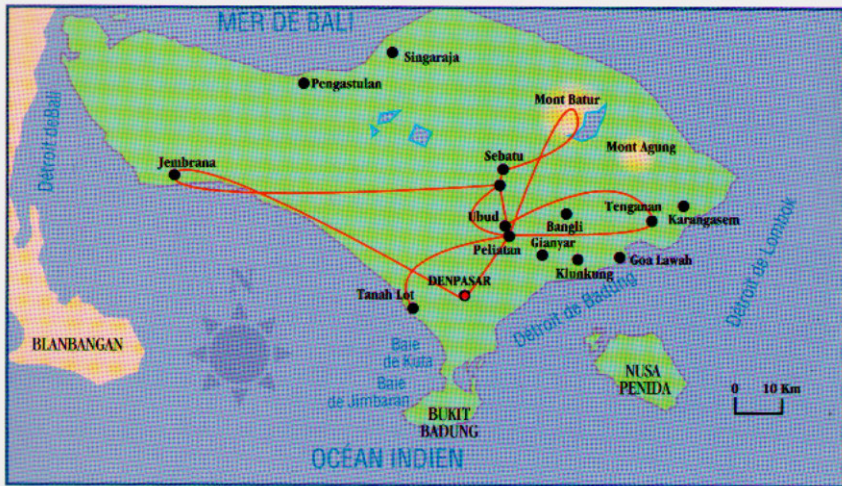 MER DE BALI
Singaraja
Pengastulan
Mont Batur
Détroit deBali
Mont Agung
Jembrana
Sebatu
Tenganan
Karangasem
Ubud
Bangli
Peliatan
Gianyar
Klunkung
Goa Lawah
Détroit de Lombok
DENPASAR
Tanah Lot
Détroit de Badung
N
BLANBANGAN
Baie
de Kuta
Baie
de Jimbaran
NUSA
PENIDA
0 10 Km
BUKIT
BADUNG
OCÉAN INDIEN